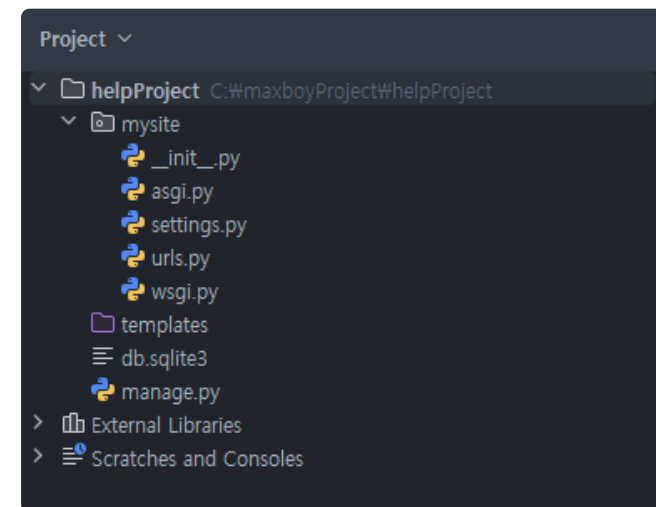 Project
helpProject C:₩maxboyProject₩helpProject
mysite
__init__.py
asgi.py
settings.py
urls.py
wsgi.py
templates
db.sqlite3
manage.py
External Libraries
Scratches and Consoles